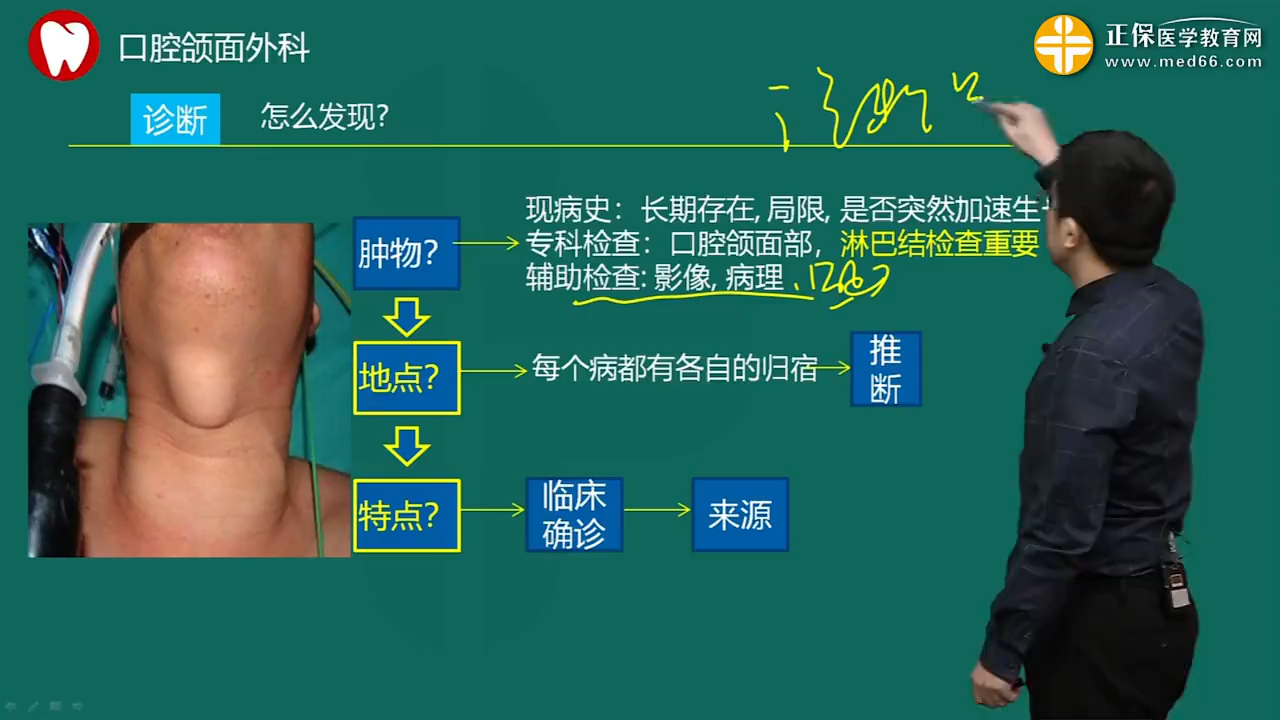 口腔颌面外科
正保医学教育网
www.med66.com
诊断
怎么发现?
诊断
肿物?
现病史：长期存在, 局限, 是否突然加速生
专科检查：口腔颌面部，淋巴结检查重要
辅助检查: 影像, 病理
地点?
每个病都有各自的归宿
推断
特点?
临床确诊
来源